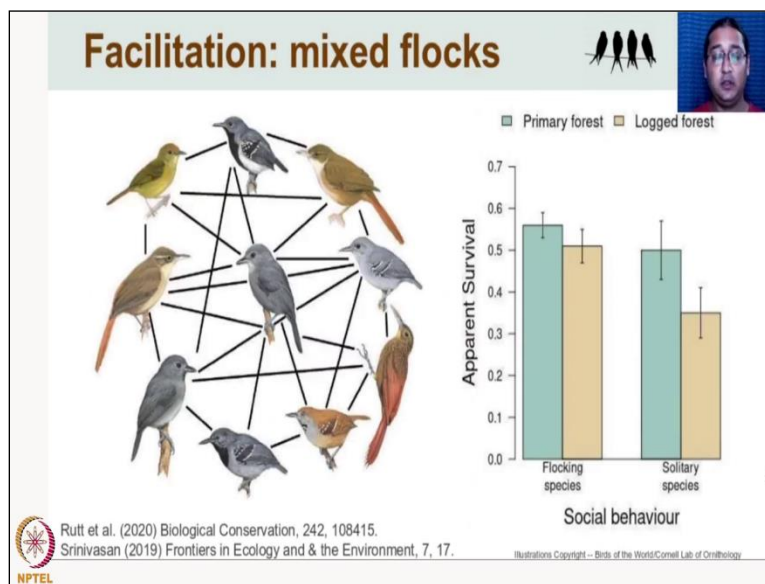 Facilitation: mixed flocks
Primary forest Logged forest
Apparent Survival
0.7
0.6
0.5
0.4
0.3
0.2
0.1
0.0
Flocking
species
Solitary
species
Social behaviour
Rutt et al. (2020) Biological Conservation, 242, 108415.
Srinivasan (2019) Frontiers in Ecology and & the Environment, 7, 17.
Illustrations Copyright -- Birds of the World/Cornell Lab of Ornithology
NPTEL